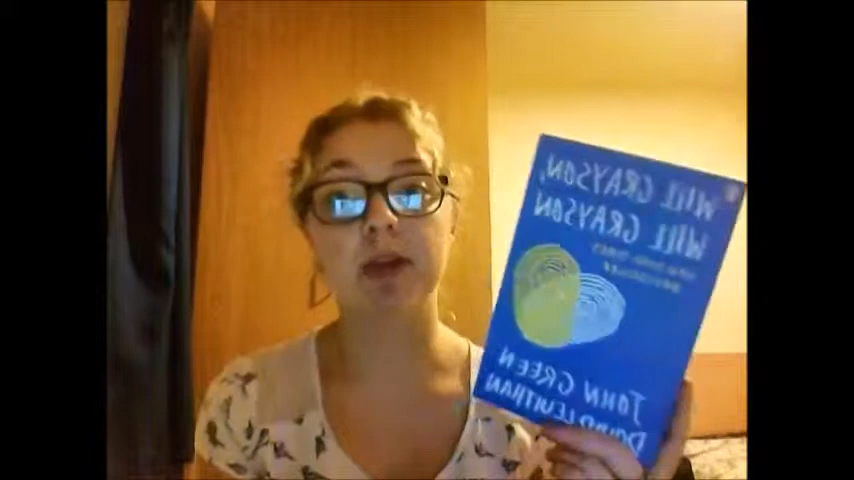 WILL GRAYSON,
WILL GRAYSON
JOHN GREEN
DAVID LEVITHAN